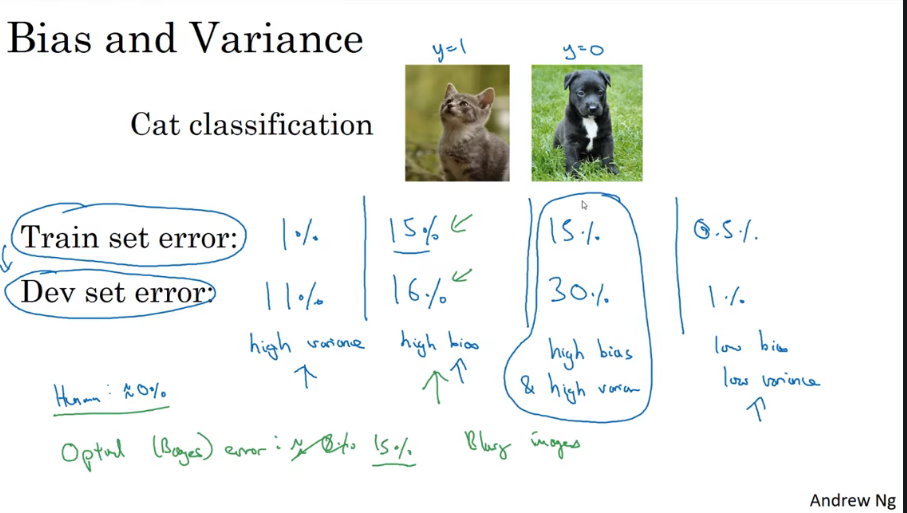 Bias and Variance
y=1 y=0
Cat classification
Train set error: 1% 15% 15% 0.5%
Dev set error: 11% 16% 30% 1%
high variance high bias high bias low bias
& high varian low variance
Human: ≈0%
Optimal (Bayes) error: ≈ 0% 15% Blurry images
Andrew Ng